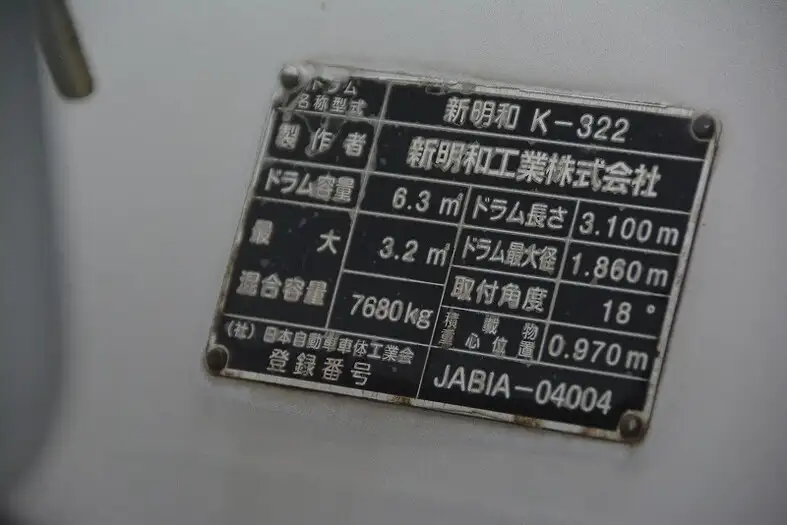 ドラム
名称型式 新明和 K-322
製作者 新明和工業株式会社
ドラム容量 6.3 m³ ドラム長さ 3.100m
最大 3.2 m³ ドラム最大径 1.860m
混合容量 7680kg 取付角度 18°
積載物
重心位置 0.970m
(社)日本自動車車体工業会
登録番号 JABIA-04004